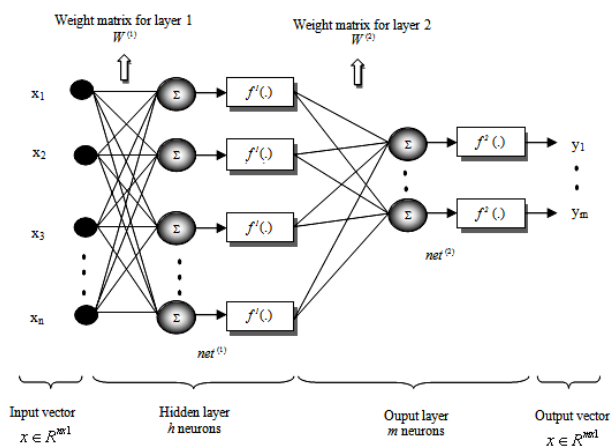 Weight matrix for layer 1
W⁽¹⁾
Weight matrix for layer 2
W⁽²⁾
x₁
Σ
f¹(.)
x₂
Σ
f¹(.)
Σ
f²(.)
y₁
x₃
Σ
f¹(.)
Σ
f²(.)
yₘ
net⁽²⁾
xₙ
Σ
f¹(.)
net⁽¹⁾
Input vector
x ∈ Rⁿˣ¹
Hidden layer
h neurons
Ouput layer
m neurons
Output vector
x ∈ Rᵐˣ¹